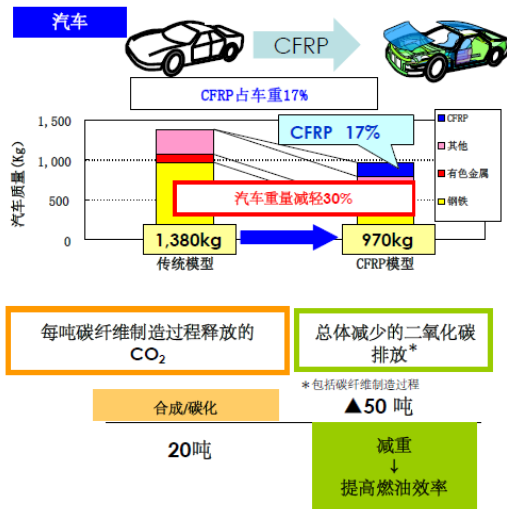 汽车
CFRP
CFRP占车重17%
汽车质量(Kg)
1,500
1,000
500
0
CFRP 17%
CFRP
其他
有色金属
钢铁
汽车重量减轻30%
1,380kg
970kg
传统模型
CFRP模型
每吨碳纤维制造过程释放的
CO₂
总体减少的二氧化碳
排放*
*包括碳纤维制造过程
合成/碳化
▲50 吨
20吨
减重
↓
提高燃油效率